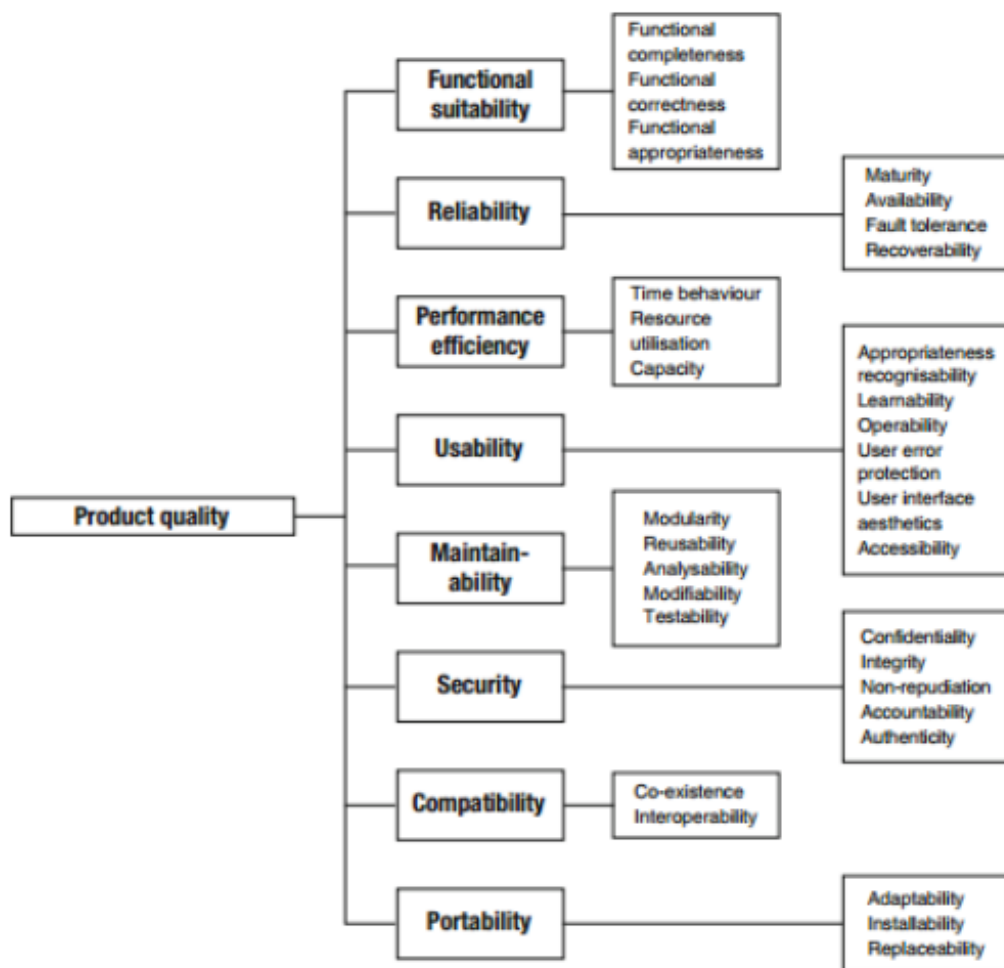 Product quality
Functional
suitability
Functional
completeness
Functional
correctness
Functional
appropriateness
Reliability
Maturity
Availability
Fault tolerance
Recoverability
Performance
efficiency
Time behaviour
Resource
utilisation
Capacity
Usability
Appropriateness
recognisability
Learnability
Operability
User error
protection
User interface
aesthetics
Accessibility
Maintain-
ability
Modularity
Reusability
Analysability
Modifiability
Testability
Security
Confidentiality
Integrity
Non-repudiation
Accountability
Authenticity
Compatibility
Co-existence
Interoperability
Portability
Adaptability
Installability
Replaceability